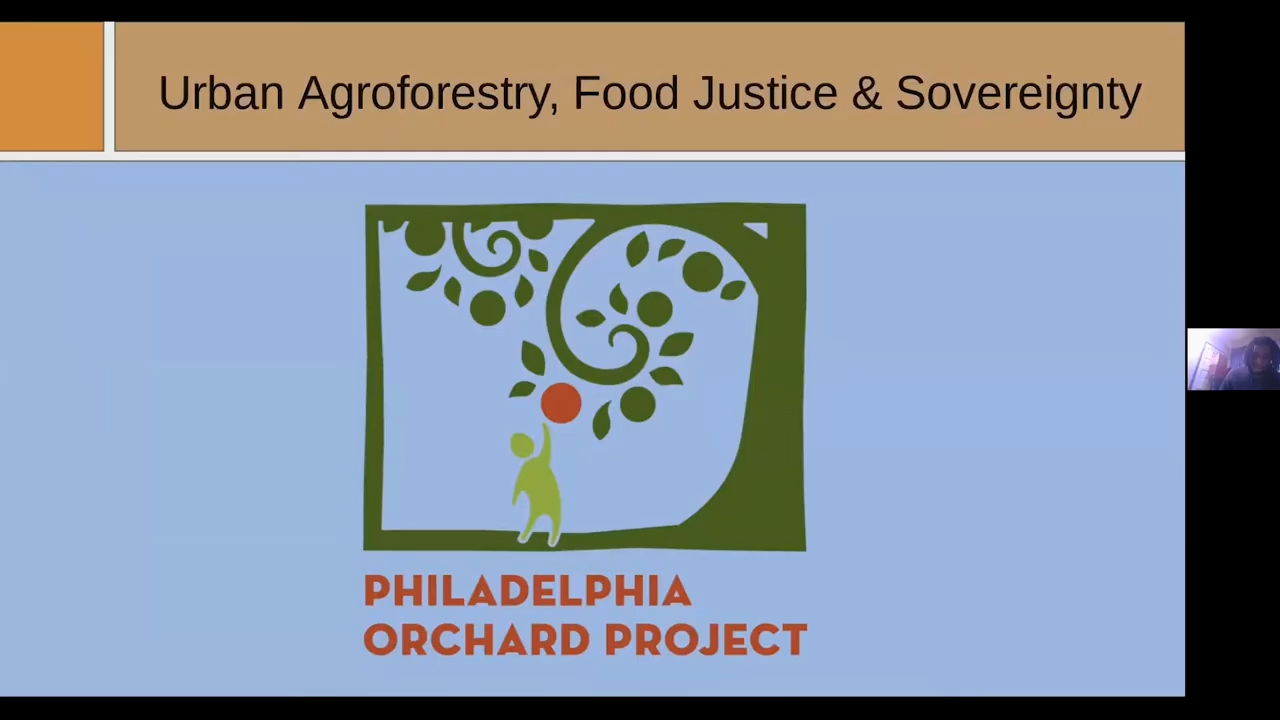 Urban Agroforestry, Food Justice & Sovereignty
PHILADELPHIA
ORCHARD PROJECT